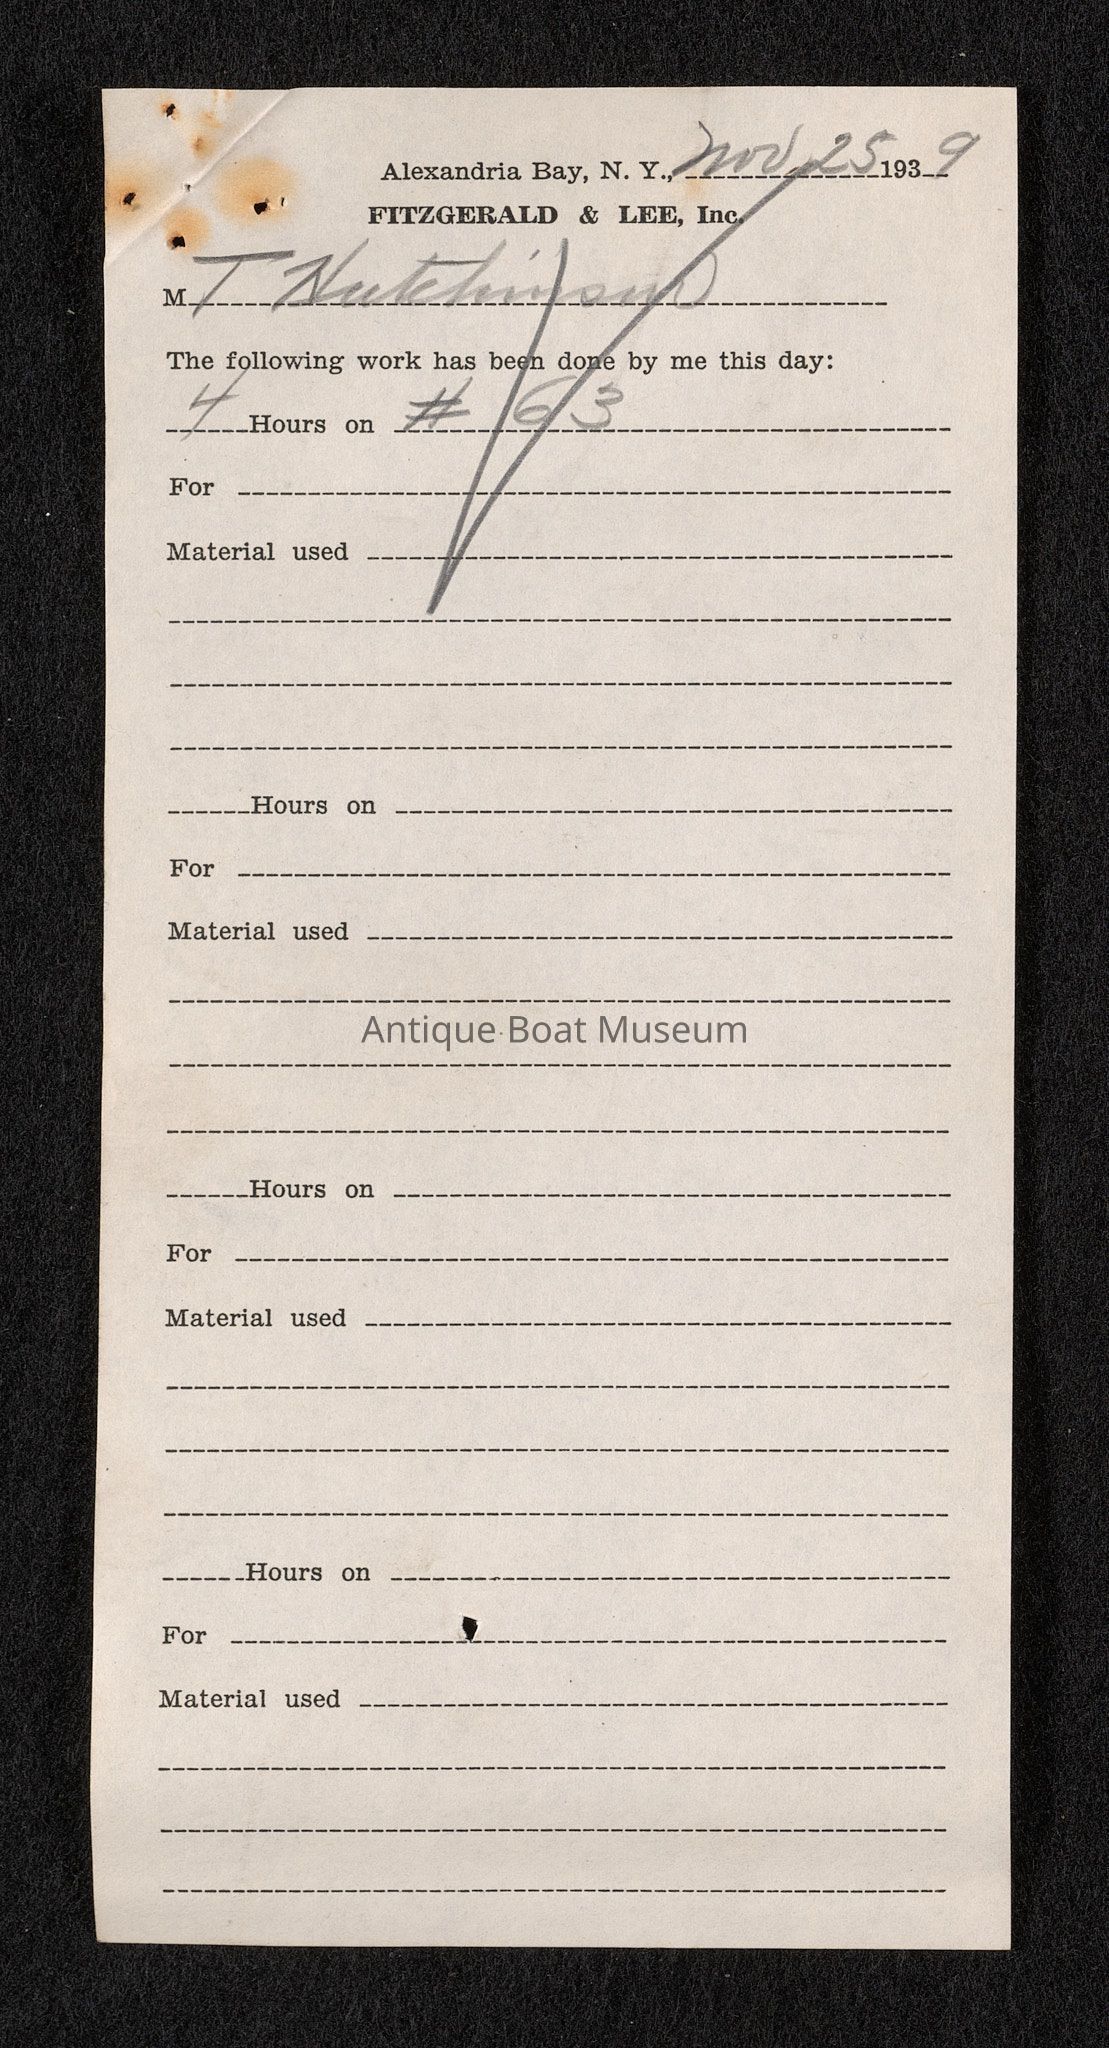 Alexandria Bay, N. Y., Nov 25 1939
FITZGERALD & LEE, Inc.
M T Hutchinson
The following work has been done by me this day:
4 Hours on # 63
For
Material used
Hours on
For
Material used
Antique Boat Museum
Hours on
For
Material used
Hours on
For
Material used